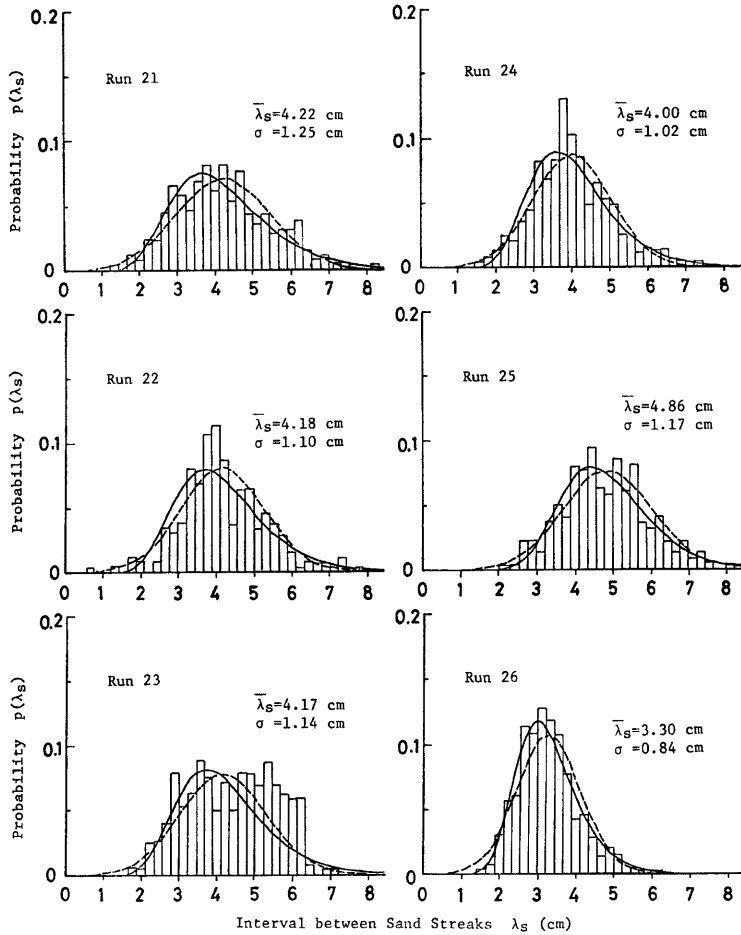 0.2
Run 21
λ̄s=4.22 cm
σ =1.25 cm
0.1
0
0 1 2 3 4 5 6 7 8
Probability p(λs)
0.2
Run 24
λ̄s=4.00 cm
σ =1.02 cm
0.1
0
0 1 2 3 4 5 6 7 8
0.2
Run 22
λ̄s=4.18 cm
σ =1.10 cm
0.1
0
0 1 2 3 4 5 6 7 8
Probability p(λs)
0.2
Run 25
λ̄s=4.86 cm
σ =1.17 cm
0.1
0
0 1 2 3 4 5 6 7 8
0.2
Run 23
λ̄s=4.17 cm
σ =1.14 cm
0.1
0
0 1 2 3 4 5 6 7 8
Probability p(λs)
0.2
Run 26
λ̄s=3.30 cm
σ =0.84 cm
0.1
0
0 1 2 3 4 5 6 7 8
Interval between Sand Streaks λs (cm)